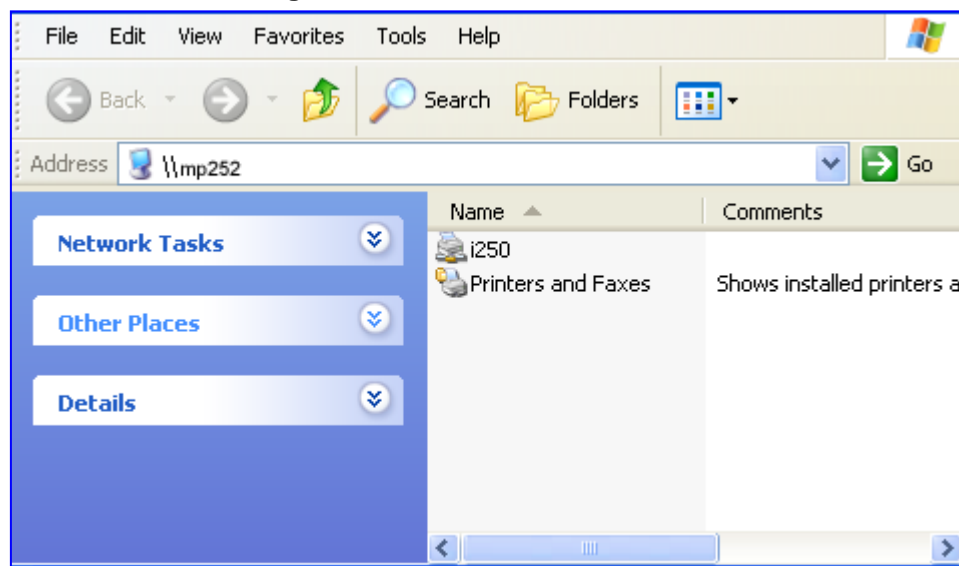 File Edit View Favorites Tools Help
Back Search Folders
Address \\mp252 Go
Name Comments
Network Tasks
i250
Printers and Faxes Shows installed printers a
Other Places
Details